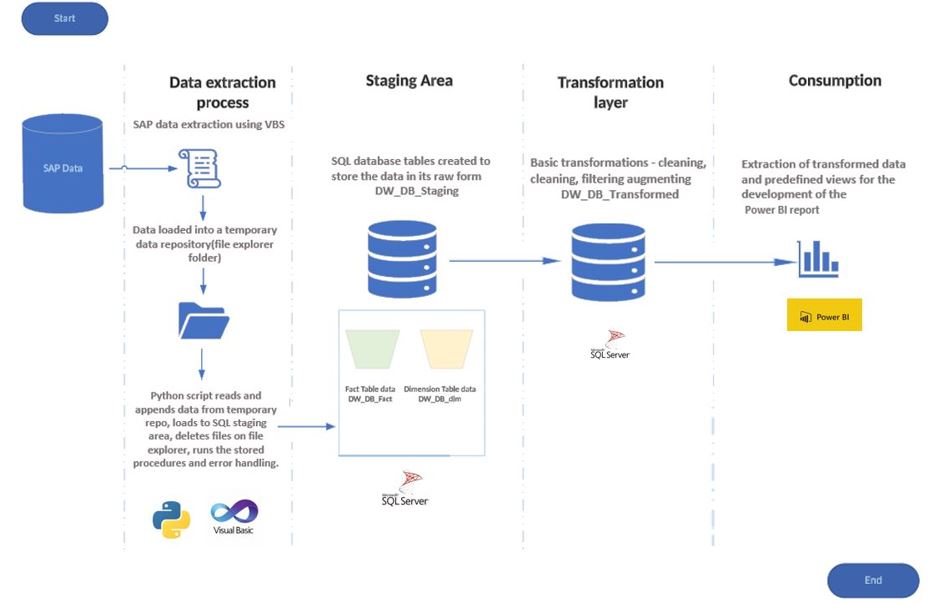 Start
Data extraction
process
SAP data extraction using VBS
SAP Data
Data loaded into a temporary
data repository(file explorer
folder)
Python script reads and
appends data from temporary
repo, loads to SQL staging
area, deletes files on file
explorer, runs the stored
procedures and error handling.
Visual Basic
Staging Area
SQL database tables created to
store the data in its raw form
DW_DB_Staging
Fact Table data
DW_DB_Fact
Dimension Table data
DW_DB_dim
Microsoft
SQL Server
Transformation
layer
Basic transformations - cleaning,
cleaning, filtering augmenting
DW_DB_Transformed
Microsoft
SQL Server
Consumption
Extraction of transformed data
and predefined views for the
development of the
Power BI report
Power BI
End